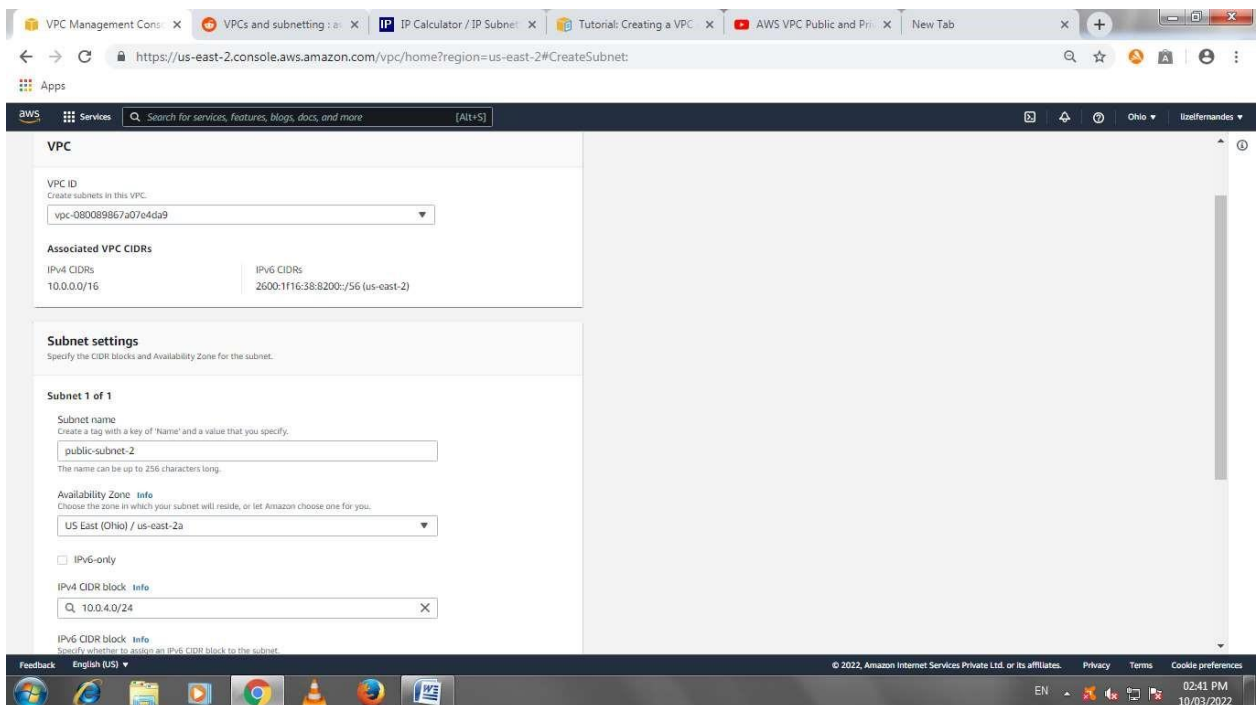 VPC Management Cons
VPCs and subnetting : a
IP
IP Calculator / IP Subnet
Tutorial: Creating a VPC
AWS VPC Public and Pri
New Tab
https://us-east-2.console.aws.amazon.com/vpc/home?region=us-east-2#CreateSubnet:
Apps
aws
Services
Search for services, features, blogs, docs, and more
[Alt+S]
Ohio
lizelfernandes
VPC
VPC ID
Create subnets in this VPC.
vpc-080089867a07e4da9
Associated VPC CIDRs
IPv4 CIDRs
IPv6 CIDRs
10.0.0.0/16
2600:1f16:38:8200::/56 (us-east-2)
Subnet settings
Specify the CIDR blocks and Availability Zone for the subnet.
Subnet 1 of 1
Subnet name
Create a tag with a key of 'Name' and a value that you specify.
public-subnet-2
The name can be up to 256 characters long.
Availability Zone Info
Choose the zone in which your subnet will reside, or let Amazon choose one for you.
US East (Ohio) / us-east-2a
IPv6-only
IPv4 CIDR block Info
10.0.4.0/24
IPv6 CIDR block Info
Specify whether to assign an IPv6 CIDR block to the subnet.
Feedback
English (US)
© 2022, Amazon Internet Services Private Ltd. or its affiliates.
Privacy
Terms
Cookie preferences
EN
02:41 PM
10/03/2022